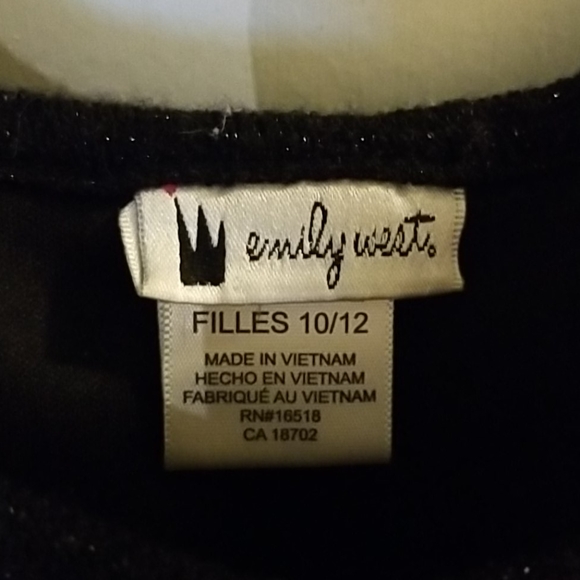 emily west.
FILLES 10/12
MADE IN VIETNAM
HECHO EN VIETNAM
FABRIQUÉ AU VIETNAM
RN#16518
CA 18702